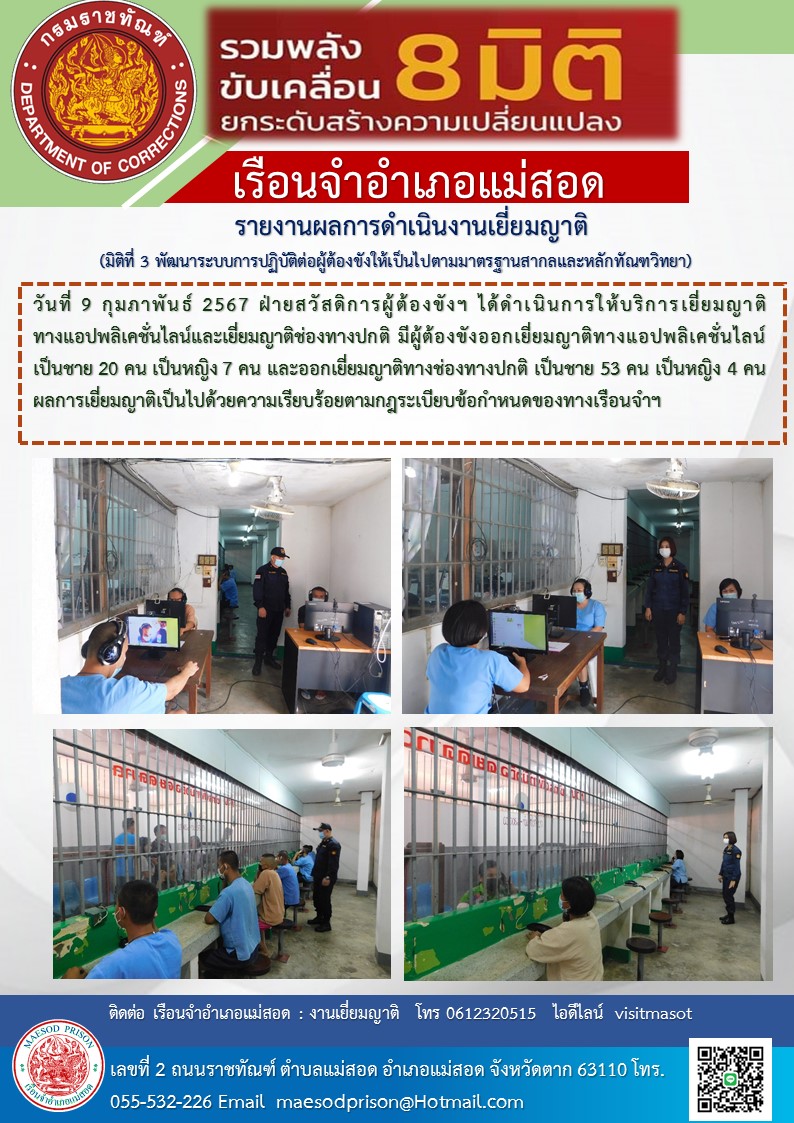 กรมราชทัณฑ์
DEPARTMENT OF CORRECTIONS
รวมพลัง
ขับเคลื่อน 8 มิติ
ยกระดับสร้างความเปลี่ยนแปลง
เรือนจำอำเภอแม่สอด
รายงานผลการดำเนินงานเยี่ยมญาติ
(มิติที่ 3 พัฒนาระบบการปฏิบัติต่อผู้ต้องขังให้เป็นไปตามมาตรฐานสากลและหลักทัณฑวิทยา)
วันที่ 9 กุมภาพันธ์ 2567 ฝ่ายสวัสดิการผู้ต้องขังฯ ได้ดำเนินการให้บริการเยี่ยมญาติ
ทางแอปพลิเคชั่นไลน์และเยี่ยมญาติช่องทางปกติ มีผู้ต้องขังออกเยี่ยมญาติทางแอปพลิเคชั่นไลน์
เป็นชาย 20 คน เป็นหญิง 7 คน และออกเยี่ยมญาติทางช่องทางปกติ เป็นชาย 53 คน เป็นหญิง 4 คน
ผลการเยี่ยมญาติเป็นไปด้วยความเรียบร้อยตามกฎระเบียบข้อกำหนดของทางเรือนจำฯ
ติดต่อ เรือนจำอำเภอแม่สอด : งานเยี่ยมญาติ โทร 0612320515 ไอดีไลน์ visitmasot
MAESOD PRISON
เรือนจำอำเภอแม่สอด
เลขที่ 2 ถนนราชทัณฑ์ ตำบลแม่สอด อำเภอแม่สอด จังหวัดตาก 63110 โทร.
055-532-226 Email maesodprison@Hotmail.com